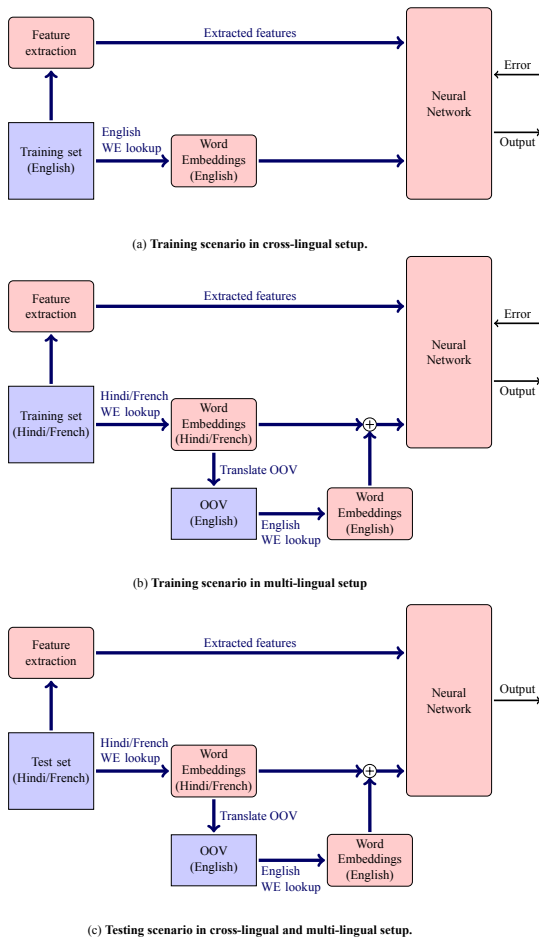 Feature
extraction
Extracted features
Neural
Network
Error
Output
Training set
(English)
English
WE lookup
Word
Embeddings
(English)
(a) Training scenario in cross-lingual setup.
Feature
extraction
Extracted features
Neural
Network
Error
Output
Training set
(Hindi/French)
Hindi/French
WE lookup
Word
Embeddings
(Hindi/French)
Translate OOV
OOV
(English)
English
WE lookup
Word
Embeddings
(English)
(b) Training scenario in multi-lingual setup
Feature
extraction
Extracted features
Neural
Network
Output
Test set
(Hindi/French)
Hindi/French
WE lookup
Word
Embeddings
(Hindi/French)
Translate OOV
OOV
(English)
English
WE lookup
Word
Embeddings
(English)
(c) Testing scenario in cross-lingual and multi-lingual setup.